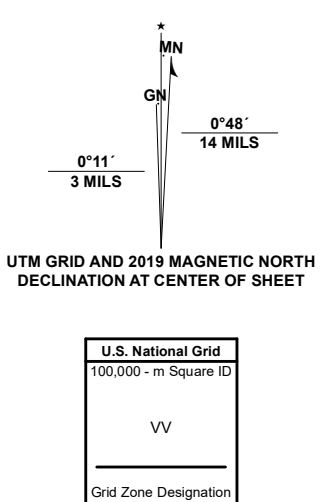 ★
MN
GN
0°48´
14 MILS
0°11´
3 MILS
UTM GRID AND 2019 MAGNETIC NORTH
DECLINATION AT CENTER OF SHEET
U.S. National Grid
100,000 - m Square ID
VV
Grid Zone Designation